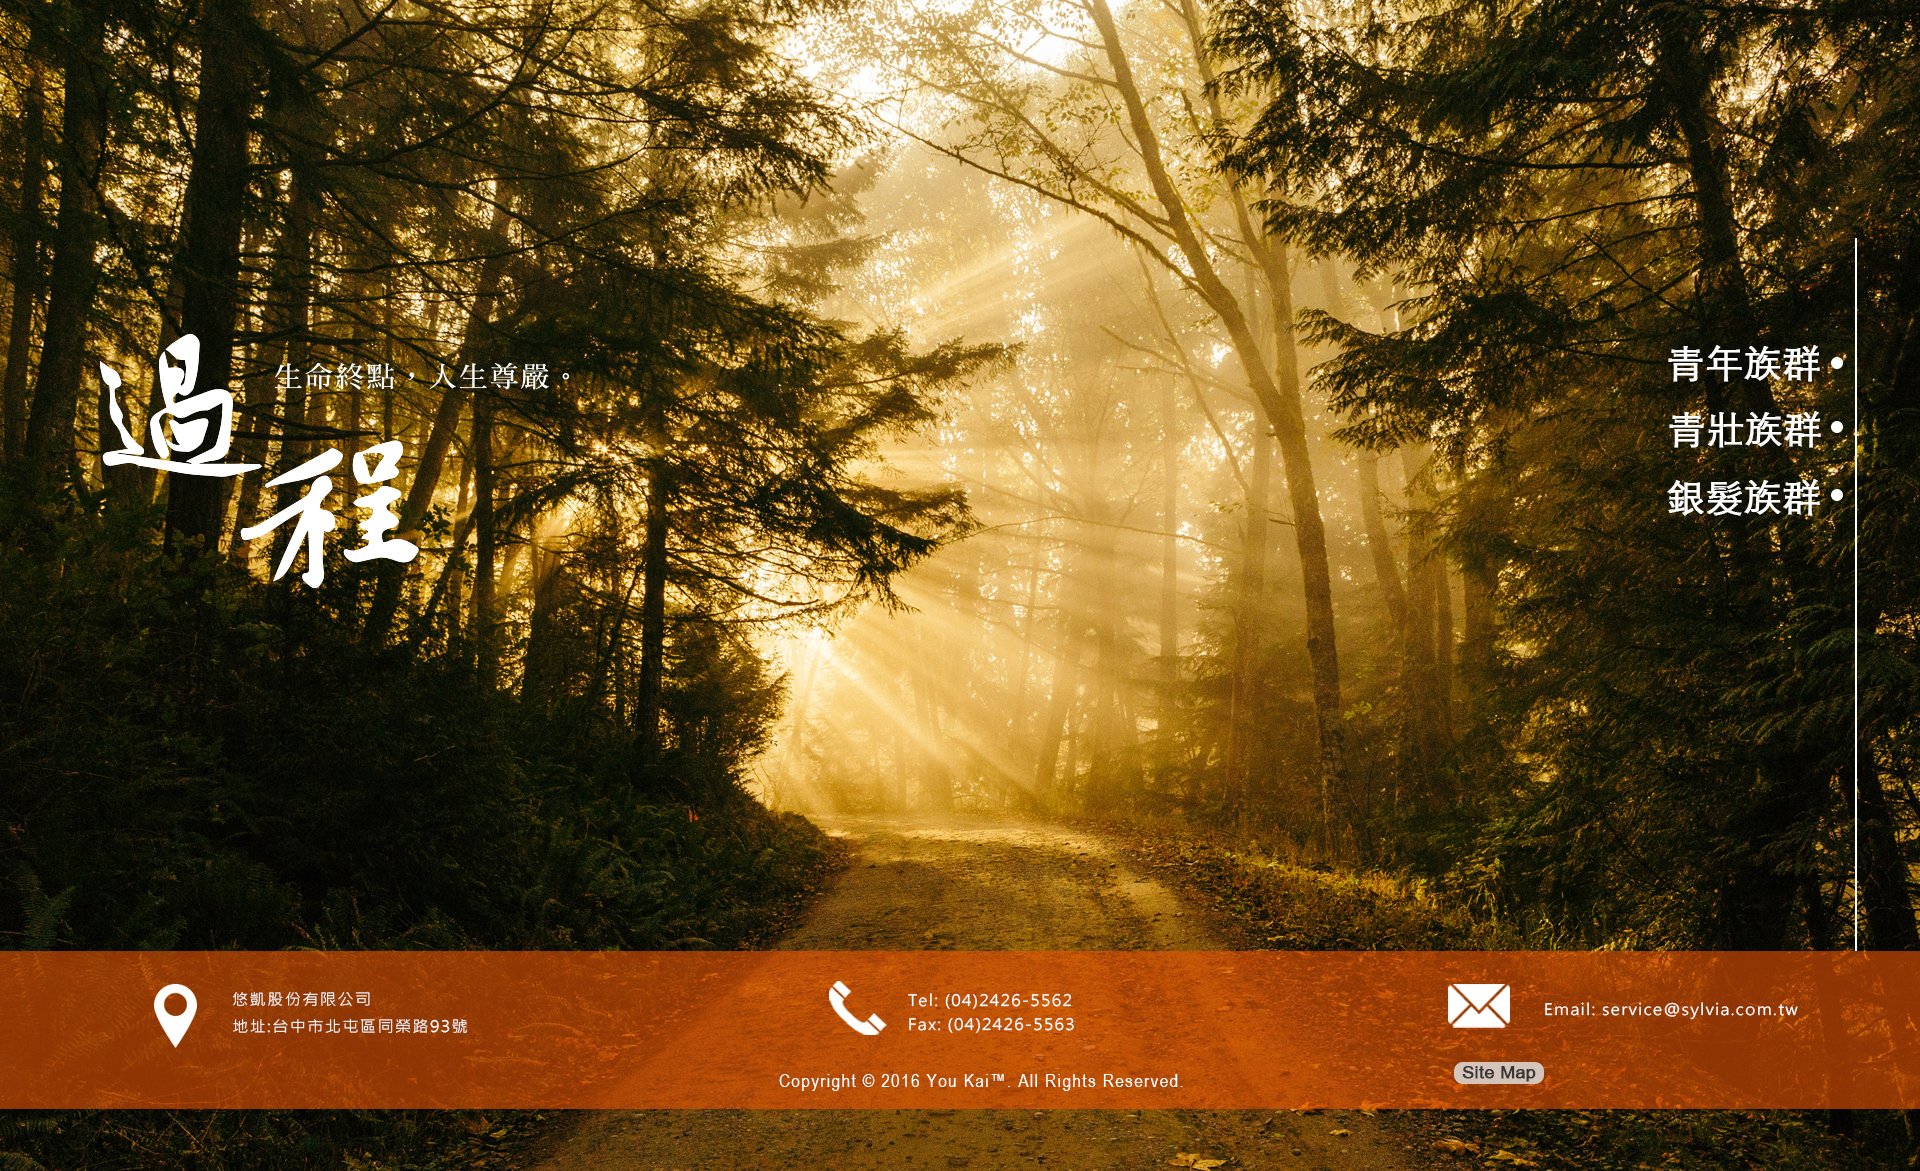 過程
生命終點，人生尊嚴。
青年族群
青壯族群
銀髮族群
悠凱股份有限公司
地址:台中市北屯區同榮路93號
Tel: (04)2426-5562
Fax: (04)2426-5563
Email: service@sylvia.com.tw
Site Map
Copyright © 2016 You Kai™. All Rights Reserved.